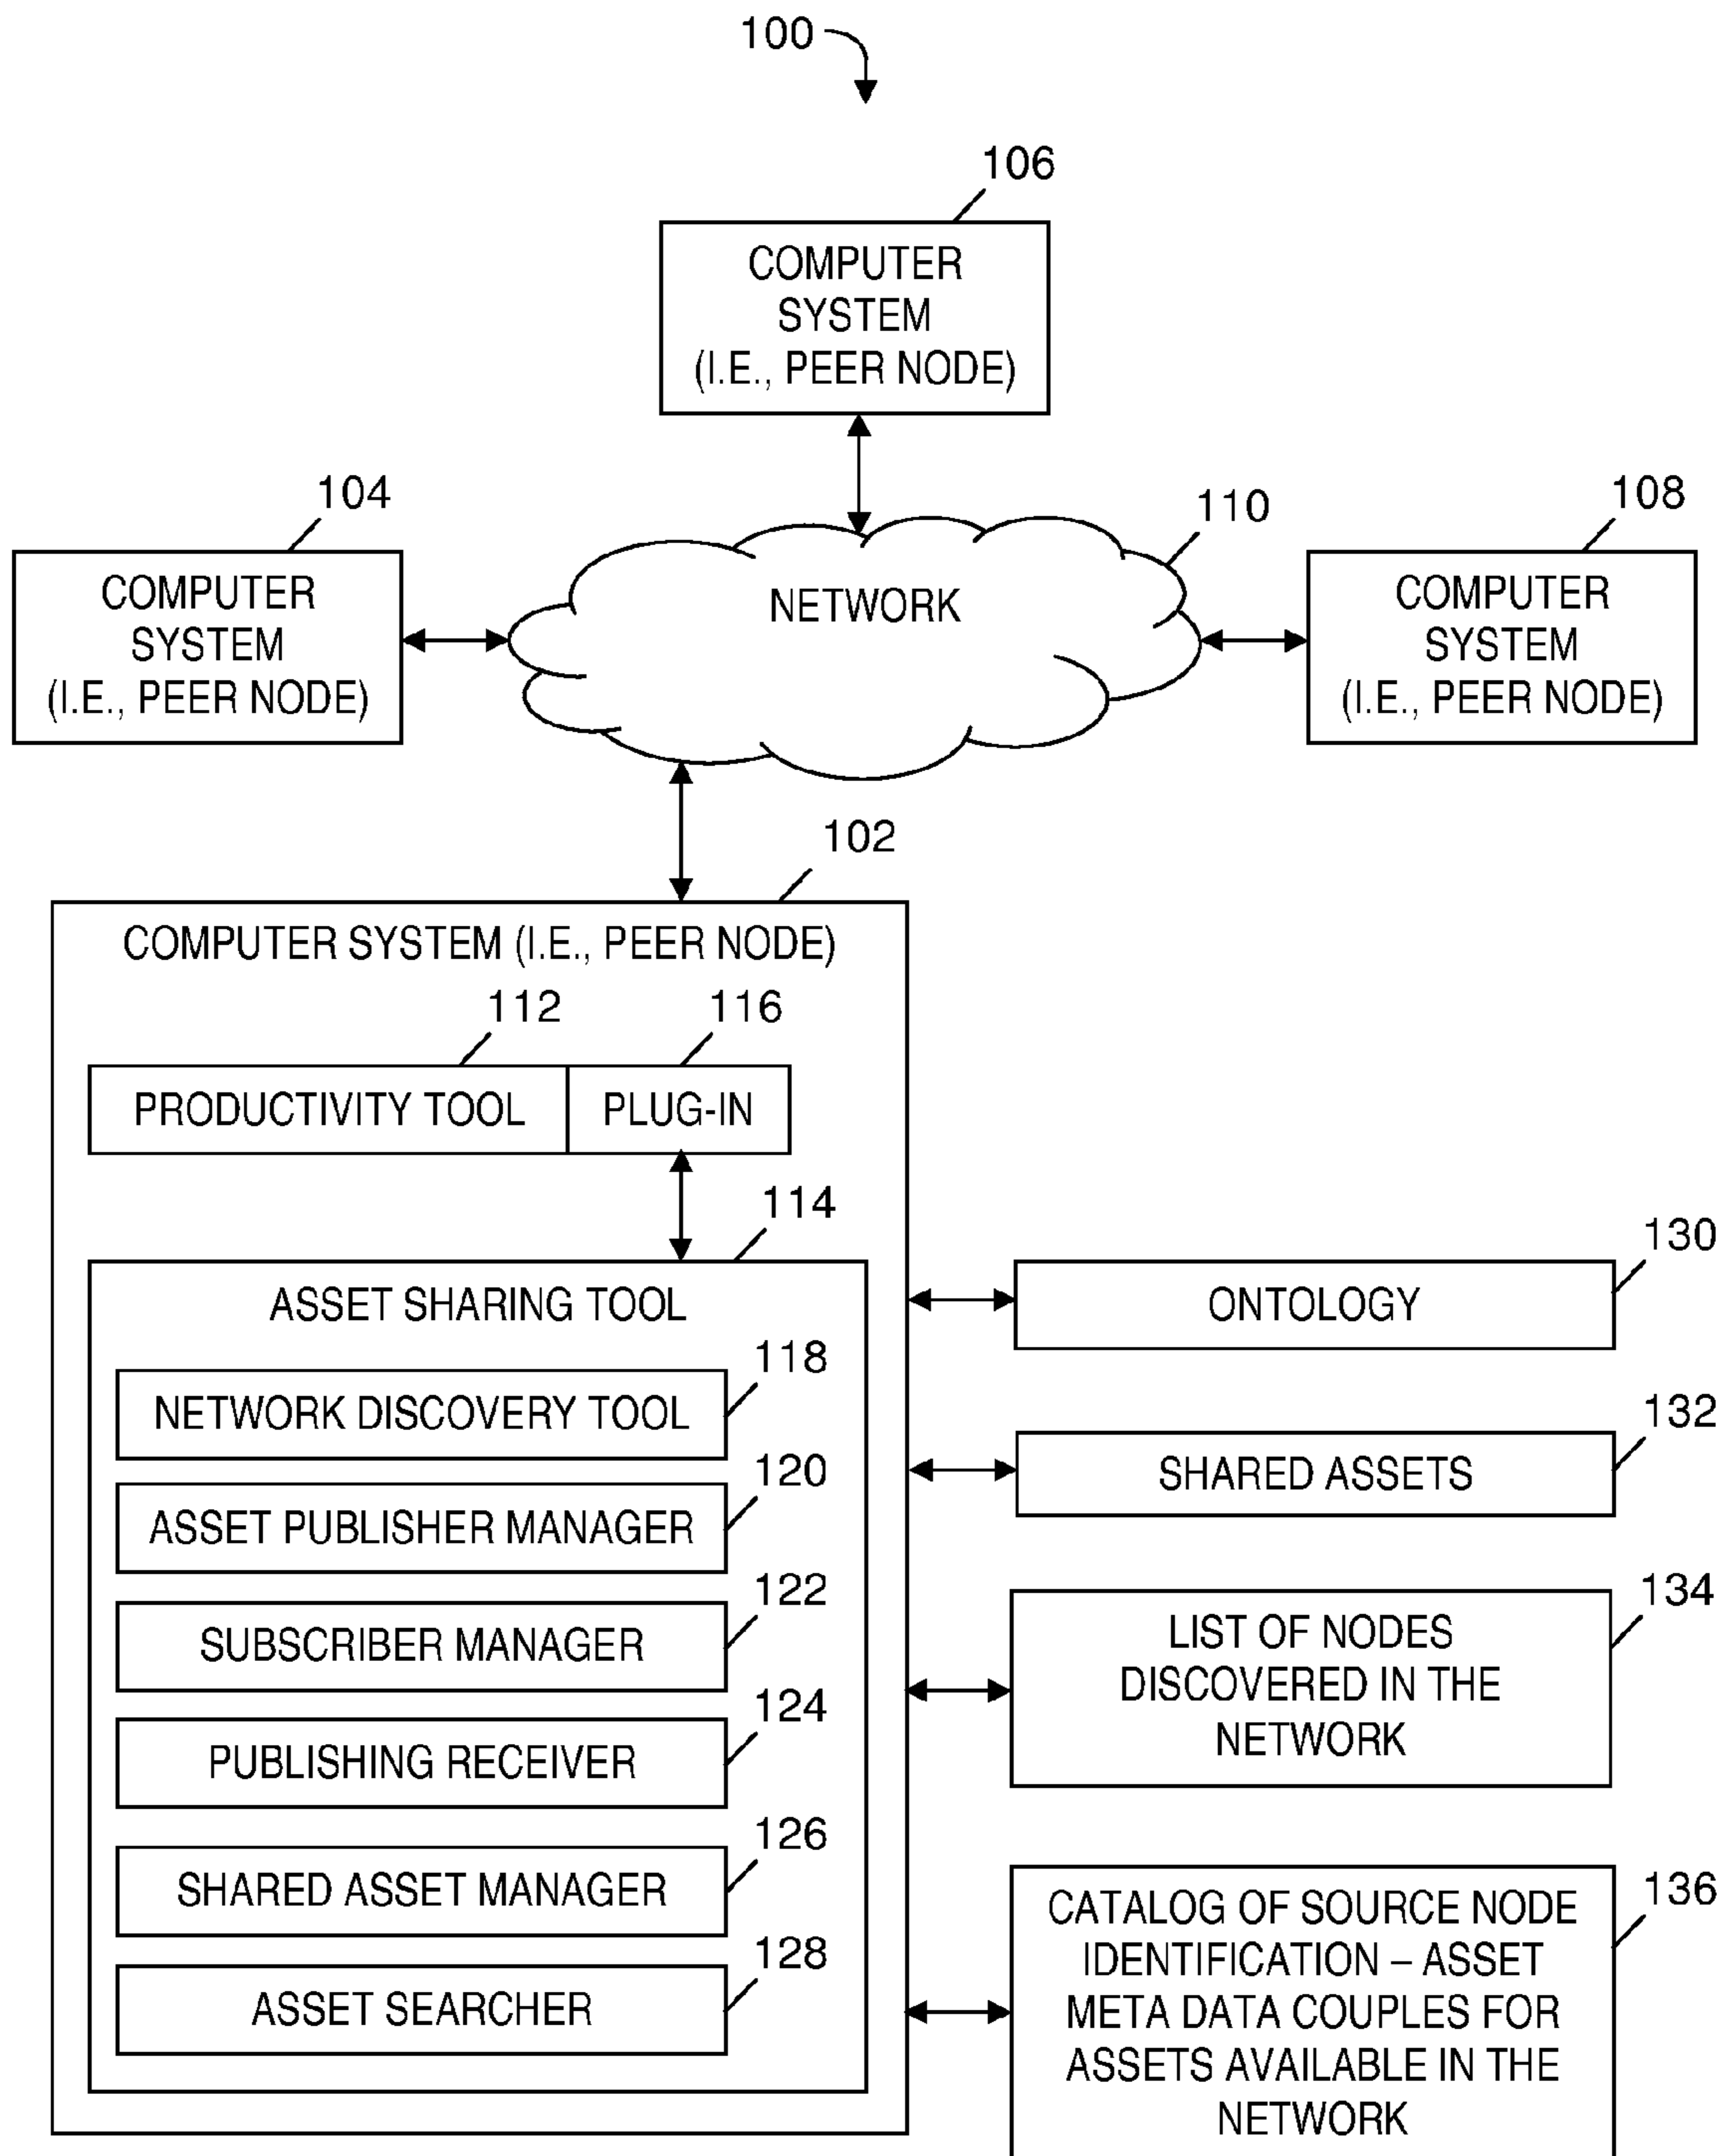 100
106
COMPUTER
SYSTEM
(I.E., PEER NODE)
104
COMPUTER
SYSTEM
(I.E., PEER NODE)
110
NETWORK
108
COMPUTER
SYSTEM
(I.E., PEER NODE)
102
COMPUTER SYSTEM (I.E., PEER NODE)
112
116
PRODUCTIVITY TOOL
PLUG-IN
114
ASSET SHARING TOOL
118
NETWORK DISCOVERY TOOL
120
ASSET PUBLISHER MANAGER
122
SUBSCRIBER MANAGER
124
PUBLISHING RECEIVER
126
SHARED ASSET MANAGER
128
ASSET SEARCHER
130
ONTOLOGY
132
SHARED ASSETS
134
LIST OF NODES
DISCOVERED IN THE
NETWORK
136
CATALOG OF SOURCE NODE
IDENTIFICATION – ASSET
META DATA COUPLES FOR
ASSETS AVAILABLE IN THE
NETWORK